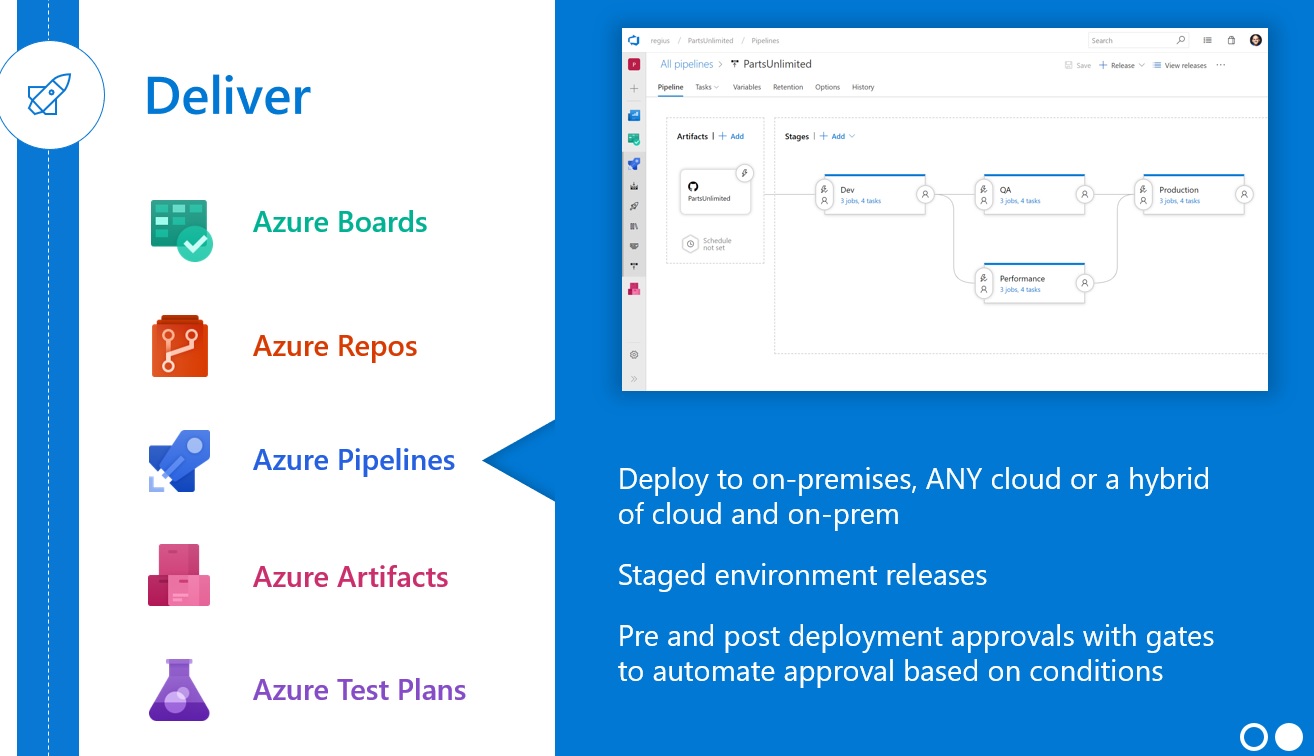 Deliver
Azure Boards
Azure Repos
Azure Pipelines
Azure Artifacts
Azure Test Plans
regius / PartsUnlimited / Pipelines
Search
P
All pipelines > PartsUnlimited
Save + Release View releases ...
Pipeline Tasks Variables Retention Options History
Artifacts | + Add
Stages | + Add
PartsUnlimited
Schedule
not set
Dev
3 jobs, 4 tasks
QA
3 jobs, 4 tasks
Production
3 jobs, 4 tasks
Performance
3 jobs, 4 tasks
Deploy to on-premises, ANY cloud or a hybrid
of cloud and on-prem
Staged environment releases
Pre and post deployment approvals with gates
to automate approval based on conditions